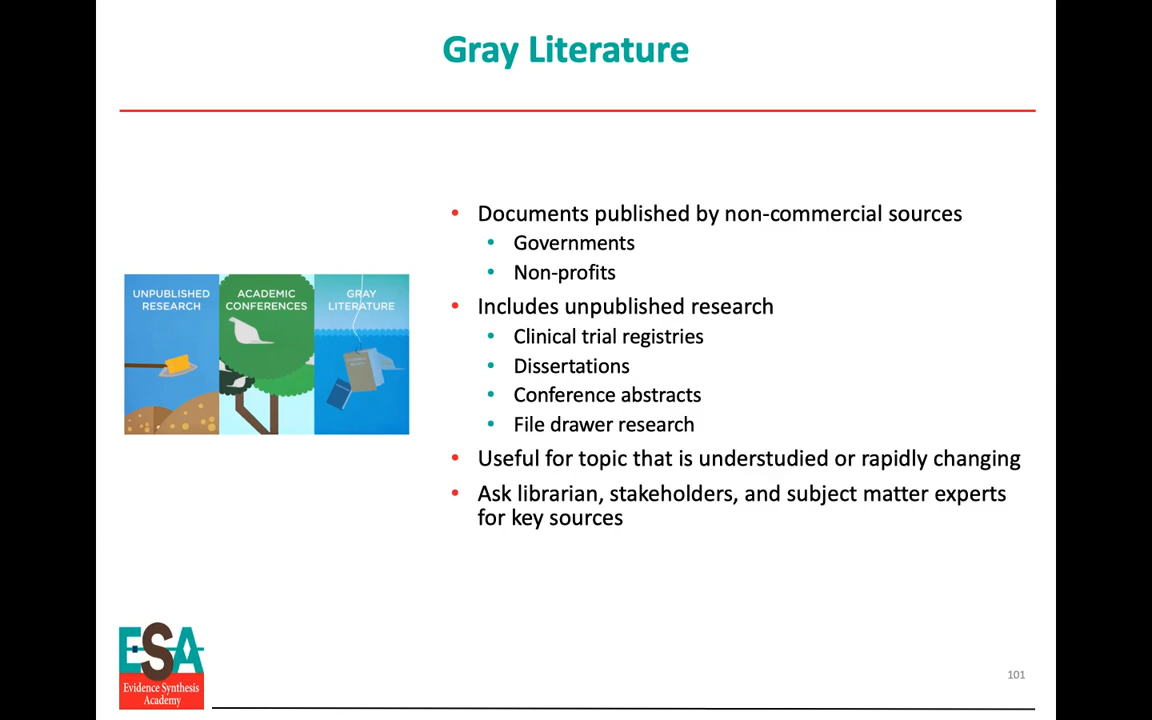 Gray Literature
UNPUBLISHED
RESEARCH
ACADEMIC
CONFERENCES
GRAY
LITERATURE
• Documents published by non-commercial sources
• Governments
• Non-profits
• Includes unpublished research
• Clinical trial registries
• Dissertations
• Conference abstracts
• File drawer research
• Useful for topic that is understudied or rapidly changing
• Ask librarian, stakeholders, and subject matter experts
for key sources
ESA
Evidence Synthesis
Academy
101